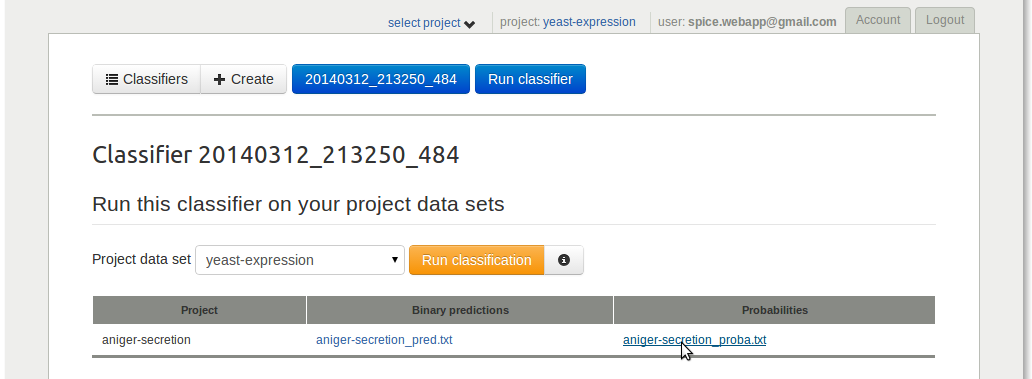 select project project: yeast-expression user: spice.webapp@gmail.com Account Logout
Classifiers Create 20140312_213250_484 Run classifier
Classifier 20140312_213250_484
Run this classifier on your project data sets
Project data set yeast-expression Run classification
Project Binary predictions Probabilities
aniger-secretion aniger-secretion_pred.txt aniger-secretion_proba.txt